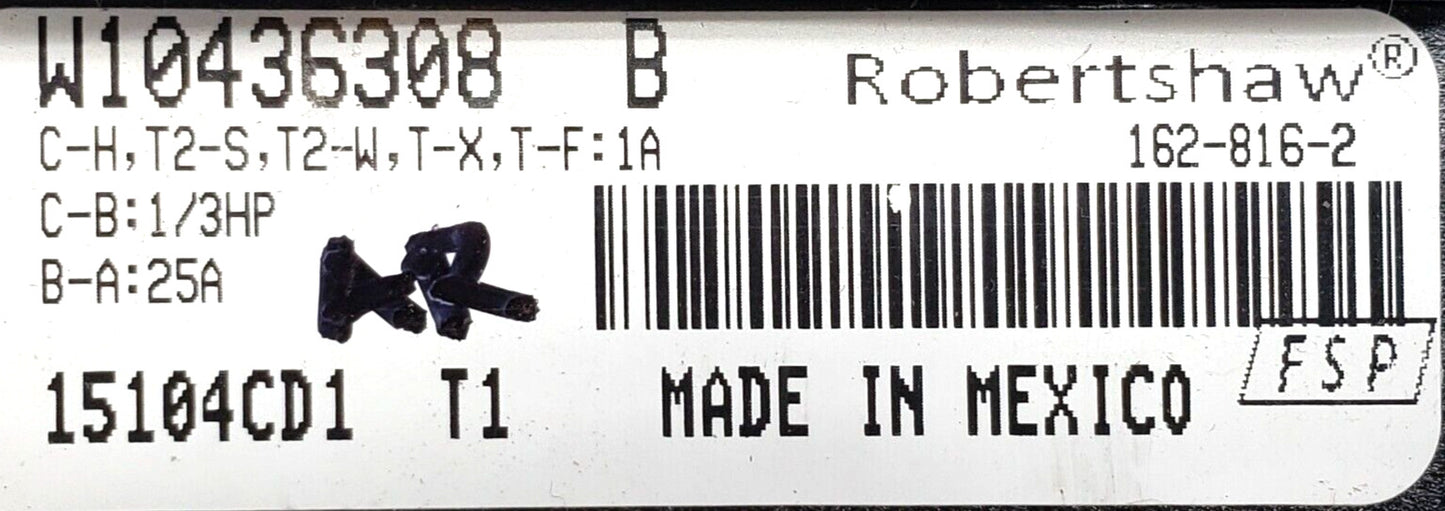 W10436308 B Robertshaw®
C-H,T2-S,T2-W,T-X,T-F:1A 162-816-2
C-B:1/3HP
B-A:25A
FSP
15104CD1 T1 MADE IN MEXICO